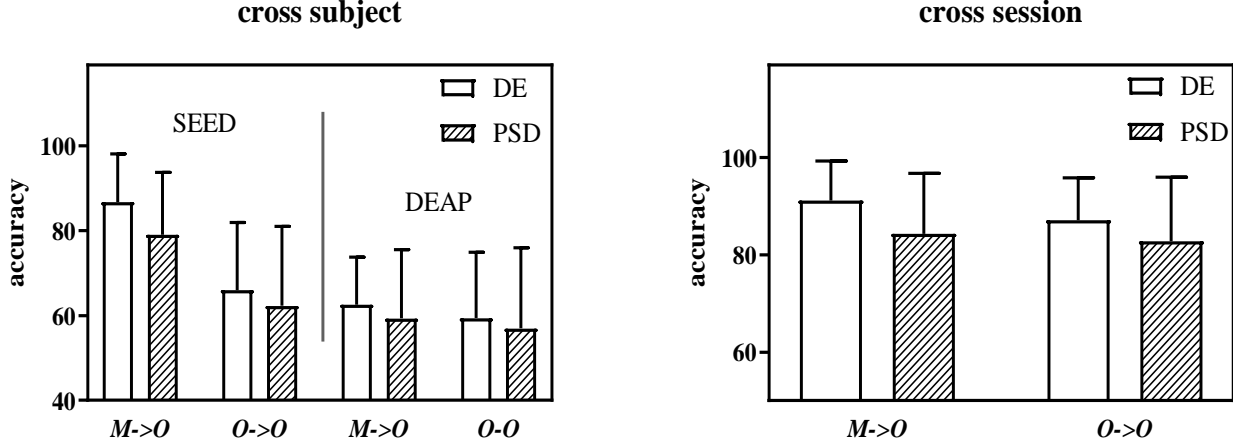 cross subject
DE
PSD
SEED
DEAP
accuracy
100
80
60
40
M->O
O->O
M->O
O-O
cross session
DE
PSD
accuracy
100
80
60
M->O
O->O